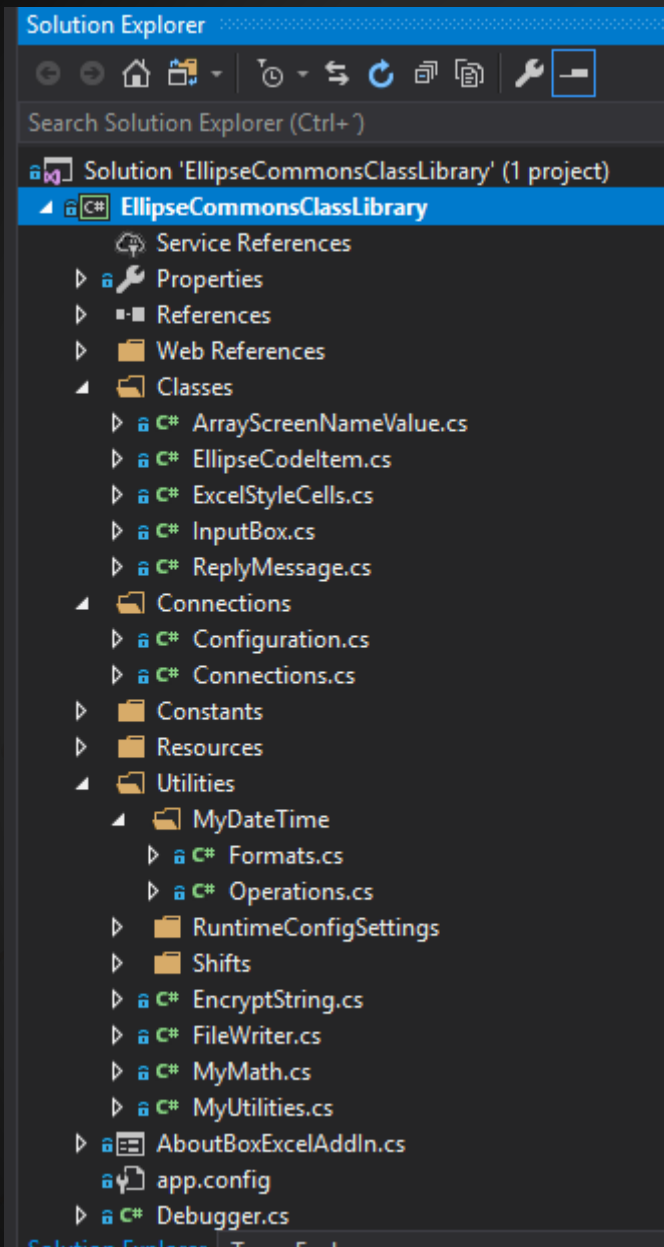 Solution Explorer
Search Solution Explorer (Ctrl+´)
Solution 'EllipseCommonsClassLibrary' (1 project)
C# EllipseCommonsClassLibrary
Service References
Properties
References
Web References
Classes
C# ArrayScreenNameValue.cs
C# EllipseCodeItem.cs
C# ExcelStyleCells.cs
C# InputBox.cs
C# ReplyMessage.cs
Connections
C# Configuration.cs
C# Connections.cs
Constants
Resources
Utilities
MyDateTime
C# Formats.cs
C# Operations.cs
RuntimeConfigSettings
Shifts
C# EncryptString.cs
C# FileWriter.cs
C# MyMath.cs
C# MyUtilities.cs
AboutBoxExcelAddIn.cs
app.config
C# Debugger.cs
Solution Explorer